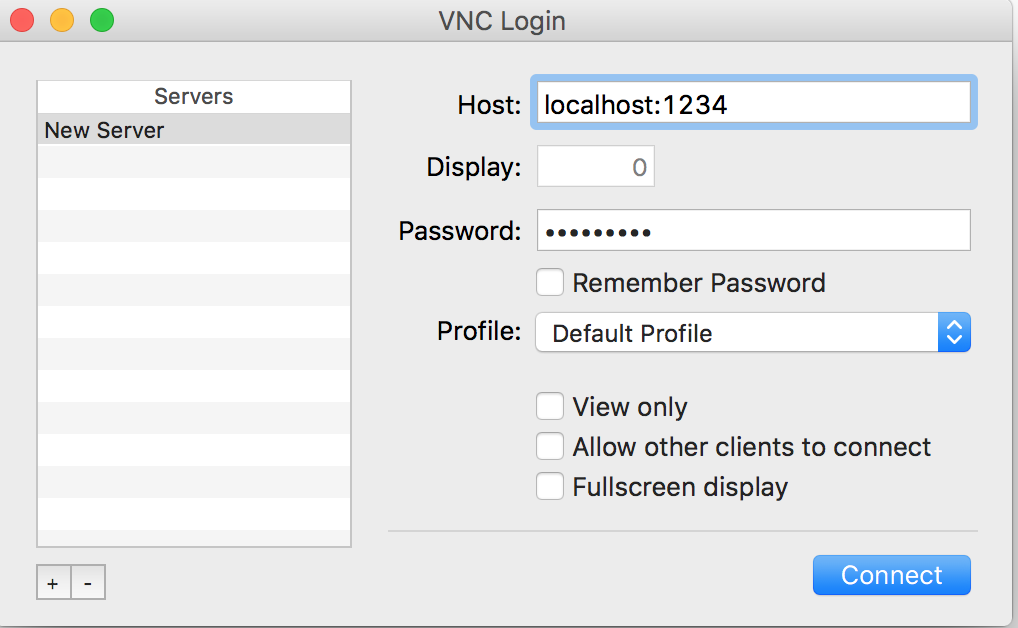 VNC Login
Servers
New Server
Host: localhost:1234
Display: 0
Password: •••••••••
Remember Password
Profile: Default Profile
View only
Allow other clients to connect
Fullscreen display
+ -
Connect